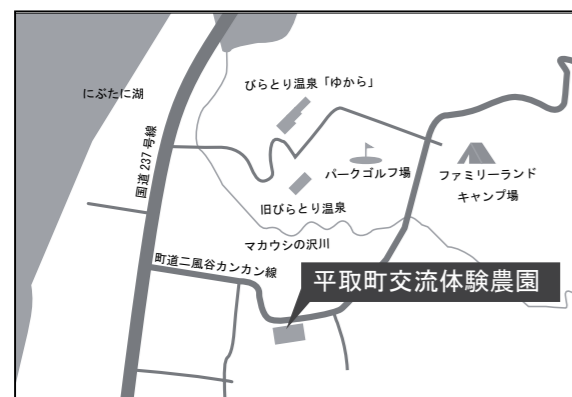 びらとり温泉「ゆから」
にぶたに湖
国道237号線
パークゴルフ場
ファミリーランド
キャンプ場
旧びらとり温泉
マカウシの沢川
町道二風谷カンカン線
平取町交流体験農園